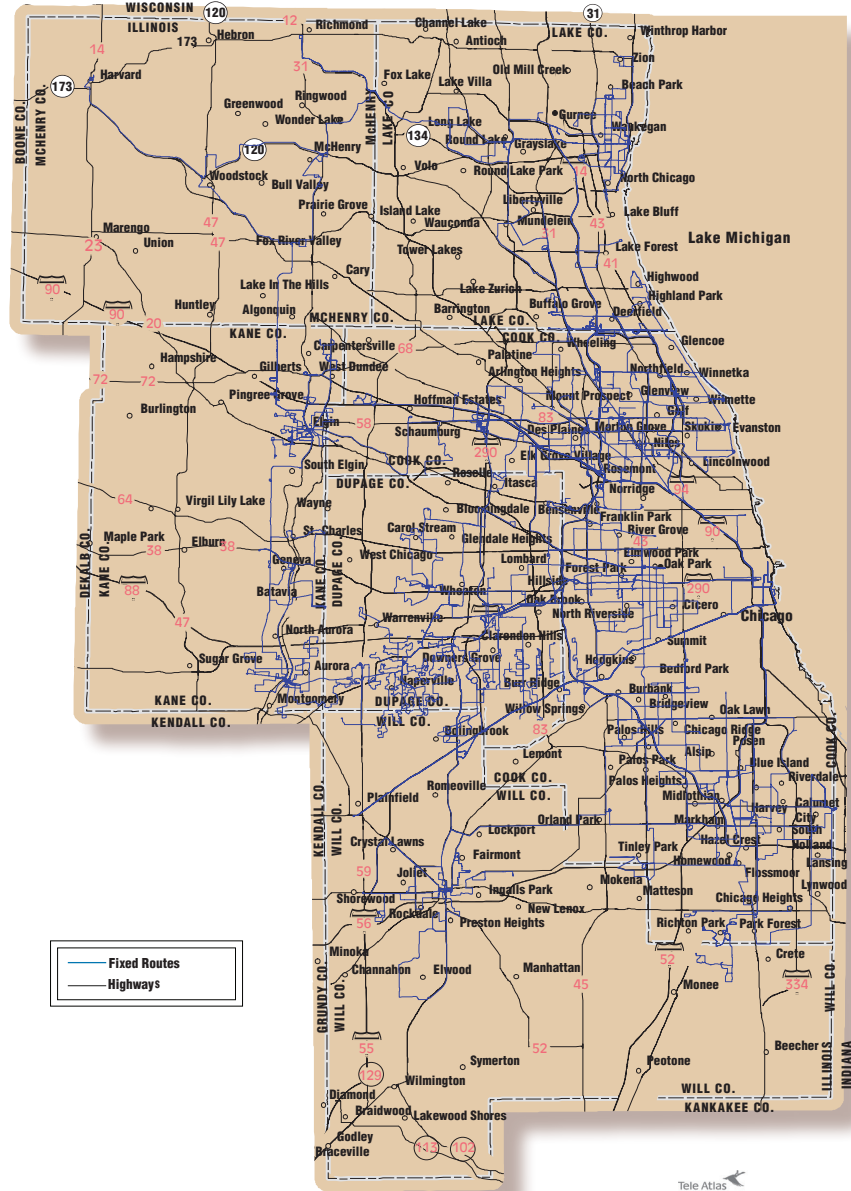 WISCONSIN
ILLINOIS
120
12
31
Richmond
Channel Lake
LAKE CO.
Winthrop Harbor
173
Hebron
Antioch
14
Zion
31
Harvard
173
Fox Lake
Old Mill Creek
Lake Villa
Beach Park
BOONE CO.
MCHENRY CO.
Ringwood
Greenwood
Wonder Lake
MCHENRY
LAKE CO
Long Lake
Gurnee
Waukegan
134
Round Lake
Grayslake
120
McHenry
Volo
Round Lake Park
North Chicago
Woodstock
Bull Valley
Libertyville
47
Prairie Grove
Island Lake
Wauconda
Mundelein
43
Lake Bluff
Marengo
23
Union
47
Fox River Valley
Tower Lakes
Lake Forest
41
Lake Michigan
90
Cary
Lake In The Hills
Lake Zurich
Highwood
Highland Park
90
Huntley
Algonquin
Barrington
Buffalo Grove
Deerfield
20
MCHENRY CO.
KANE CO.
LAKE CO.
COOK CO.
Carpentersville
68
Wheeling
Glencoe
Hampshire
Palatine
Gilberts
West Dundee
Arlington Heights
Northfield
Winnetka
72
72
Pingree Grove
Mount Prospect
Glenview
Wilmette
Burlington
Hoffman Estates
83
Golf
Elgin
58
Schaumburg
Des Plaines
Morton Grove
Skokie
Evanston
Niles
290
Elk Grove Village
South Elgin
COOK CO.
DUPAGE CO.
Roselle
Itasca
Rosemont
Lincolnwood
94
Norridge
64
Virgil
Lily Lake
Wayne
Bloomingdale
Bensenville
Franklin Park
90
Maple Park
38
Elburn
38
St. Charles
Carol Stream
Glendale Heights
River Grove
43
Geneva
West Chicago
Lombard
Elmwood Park
Oak Park
Forest Park
DEKALB CO.
KANE CO.
KANE CO.
DUPAGE CO.
88
Batavia
Wheaton
Hillside
290
Oak Brook
Cicero
Chicago
North Riverside
47
North Aurora
Warrenville
Clarondon Hills
Summit
Sugar Grove
Aurora
Downers Grove
Hodgkins
Bedford Park
Naperville
Burr Ridge
Burbank
Bridgeview
KANE CO.
KENDALL CO.
Montgomery
DUPAGE CO.
WILL CO.
Willow Springs
83
Oak Lawn
Bolingbrook
Palos Hills
Chicago Ridge
Posen
COOK CO.
Lemont
Palos Park
Alsip
Blue Island
COOK CO.
WILL CO.
Palos Heights
Riverdale
Plainfield
Romeoville
Midlothian
Harvey
Calumet
City
KENDALL CO.
WILL CO.
Orland Park
Markham
South
Holland
Crystal Lawns
Lockport
Fairmont
Tinley Park
Hazel Crest
Homewood
Lansing
59
Joliet
Mokena
Flossmoor
Lynwood
Shorewood
Ingalls Park
Matteson
Chicago Heights
Rockdale
New Lenox
56
Preston Heights
Richton Park
Park Forest
Minoka
52
Crete
Fixed Routes
Highways
Channahon
Elwood
Manhattan
45
Monee
334
GRUNDY CO.
WILL CO.
WILL CO.
55
52
Beecher
129
Symerton
Peotone
ILLINOIS
INDIANA
Wilmington
WILL CO.
KANKAKEE CO.
Diamond
Braidwood
Lakewood Shores
Godley
Braceville
113
102
Tele Atlas